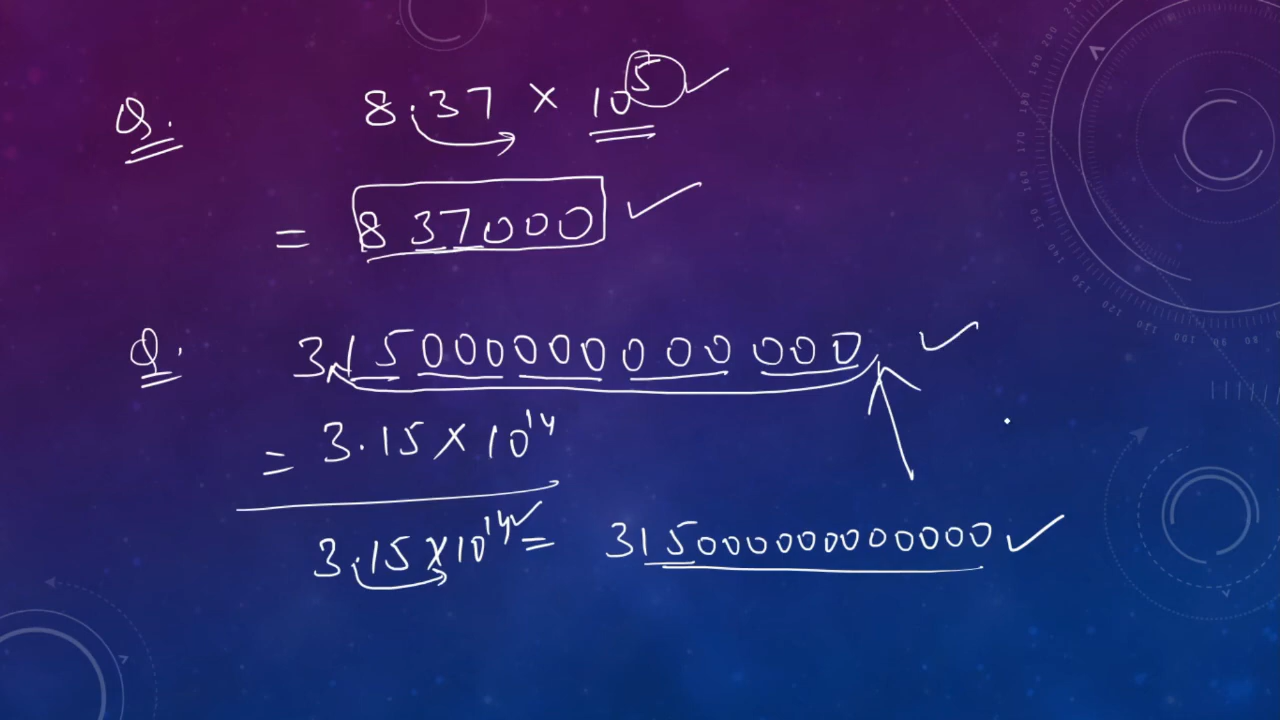 Q. 8.37 × 10⁵
= 837000
Q. 315000000000000
= 3.15 × 10¹⁴
3.15 × 10¹⁴ = 315000000000000